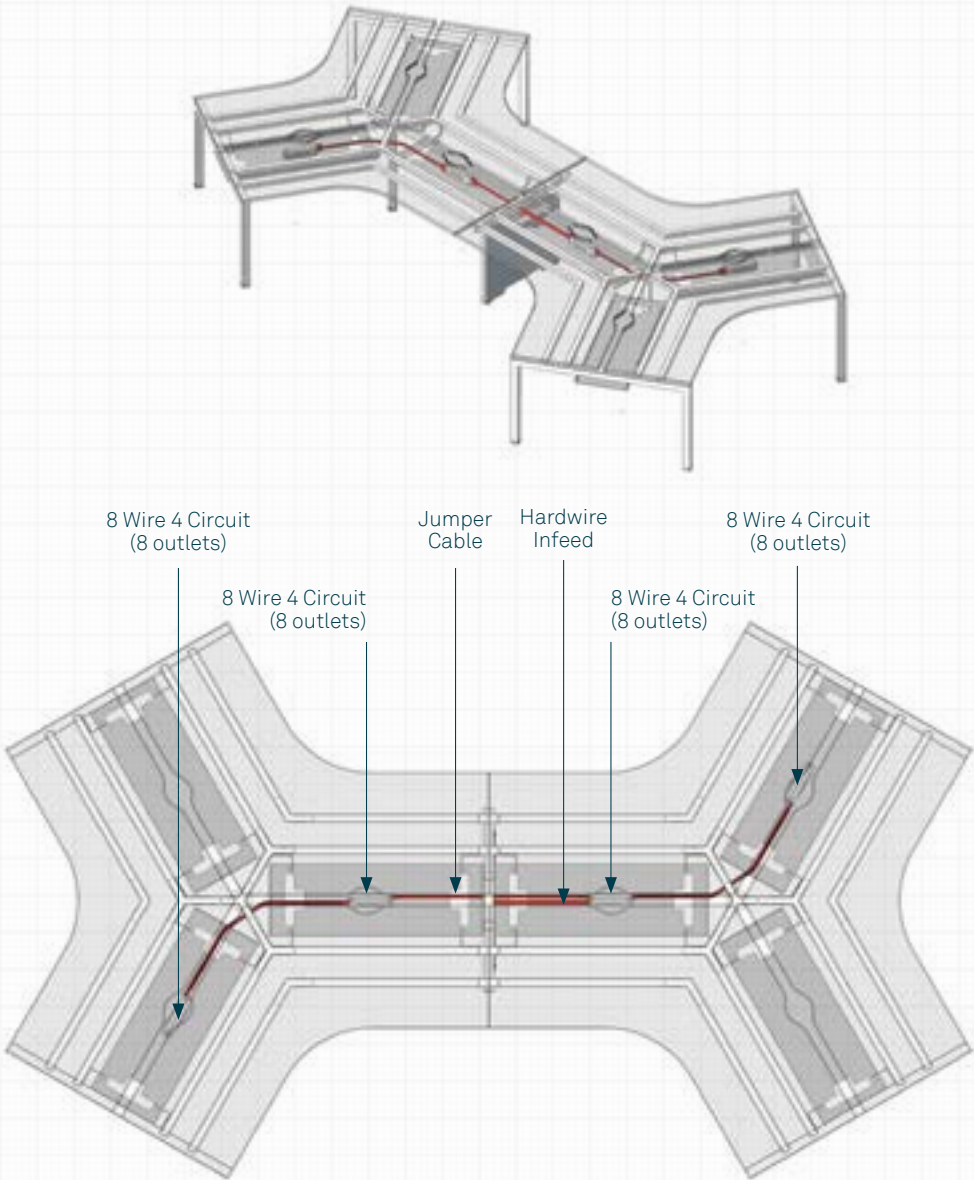 8 Wire 4 Circuit
(8 outlets)
Jumper
Cable
Hardwire
Infeed
8 Wire 4 Circuit
(8 outlets)
8 Wire 4 Circuit
(8 outlets)
8 Wire 4 Circuit
(8 outlets)